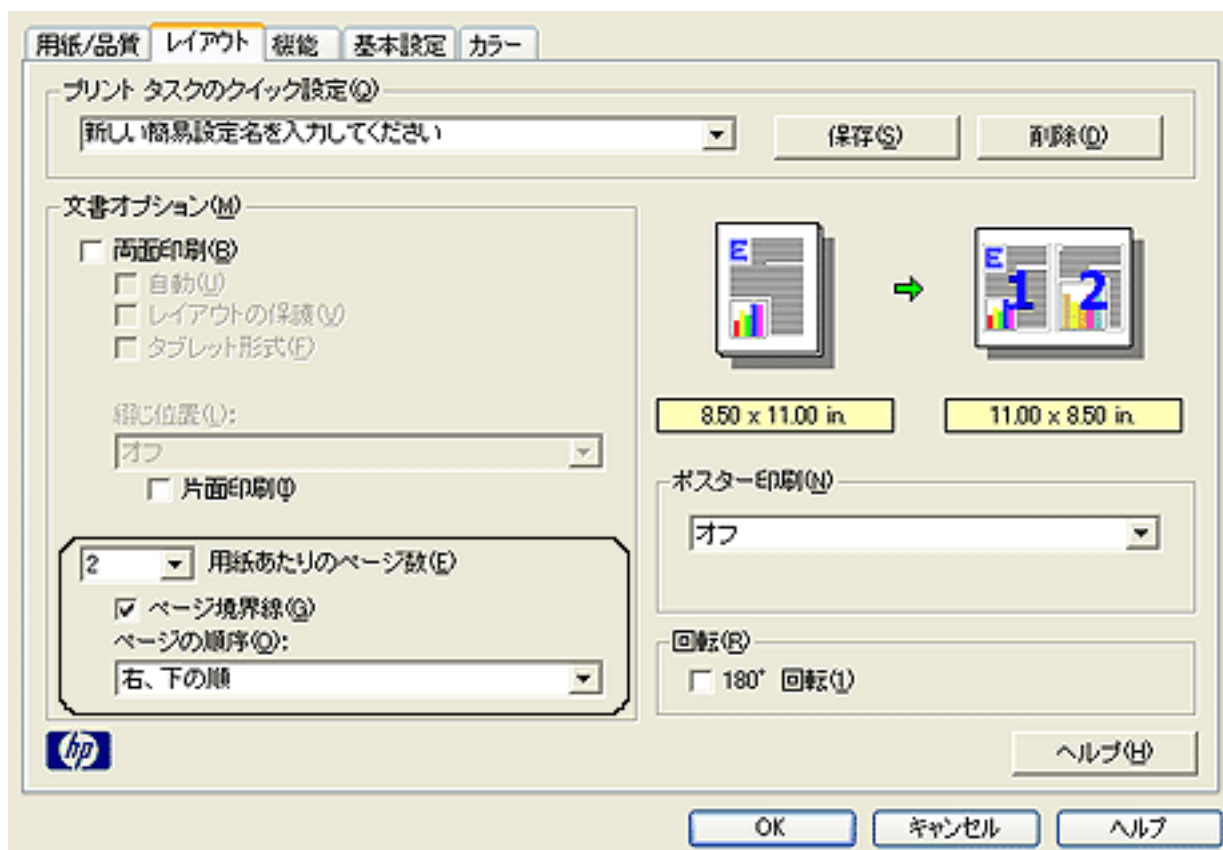 用紙/品質 レイアウト 機能 基本設定 カラー
プリント タスクのクイック設定(Q)
新しい簡易設定名を入力してください 保存(S) 削除(D)
文書オプション(M)
両面印刷(B)
自動(U)
レイアウトの保護(V)
タブレット形式(F)
綴じ位置(L):
オフ
片面印刷(I)
2 用紙あたりのページ数(E)
ページ境界線(G)
ページの順序(O):
右、下の順
E
E 1 2
8.50 x 11.00 in. 11.00 x 8.50 in.
ポスター印刷(N)
オフ
回転(R)
180° 回転(1)
hp
ヘルプ(H)
OK キャンセル ヘルプ